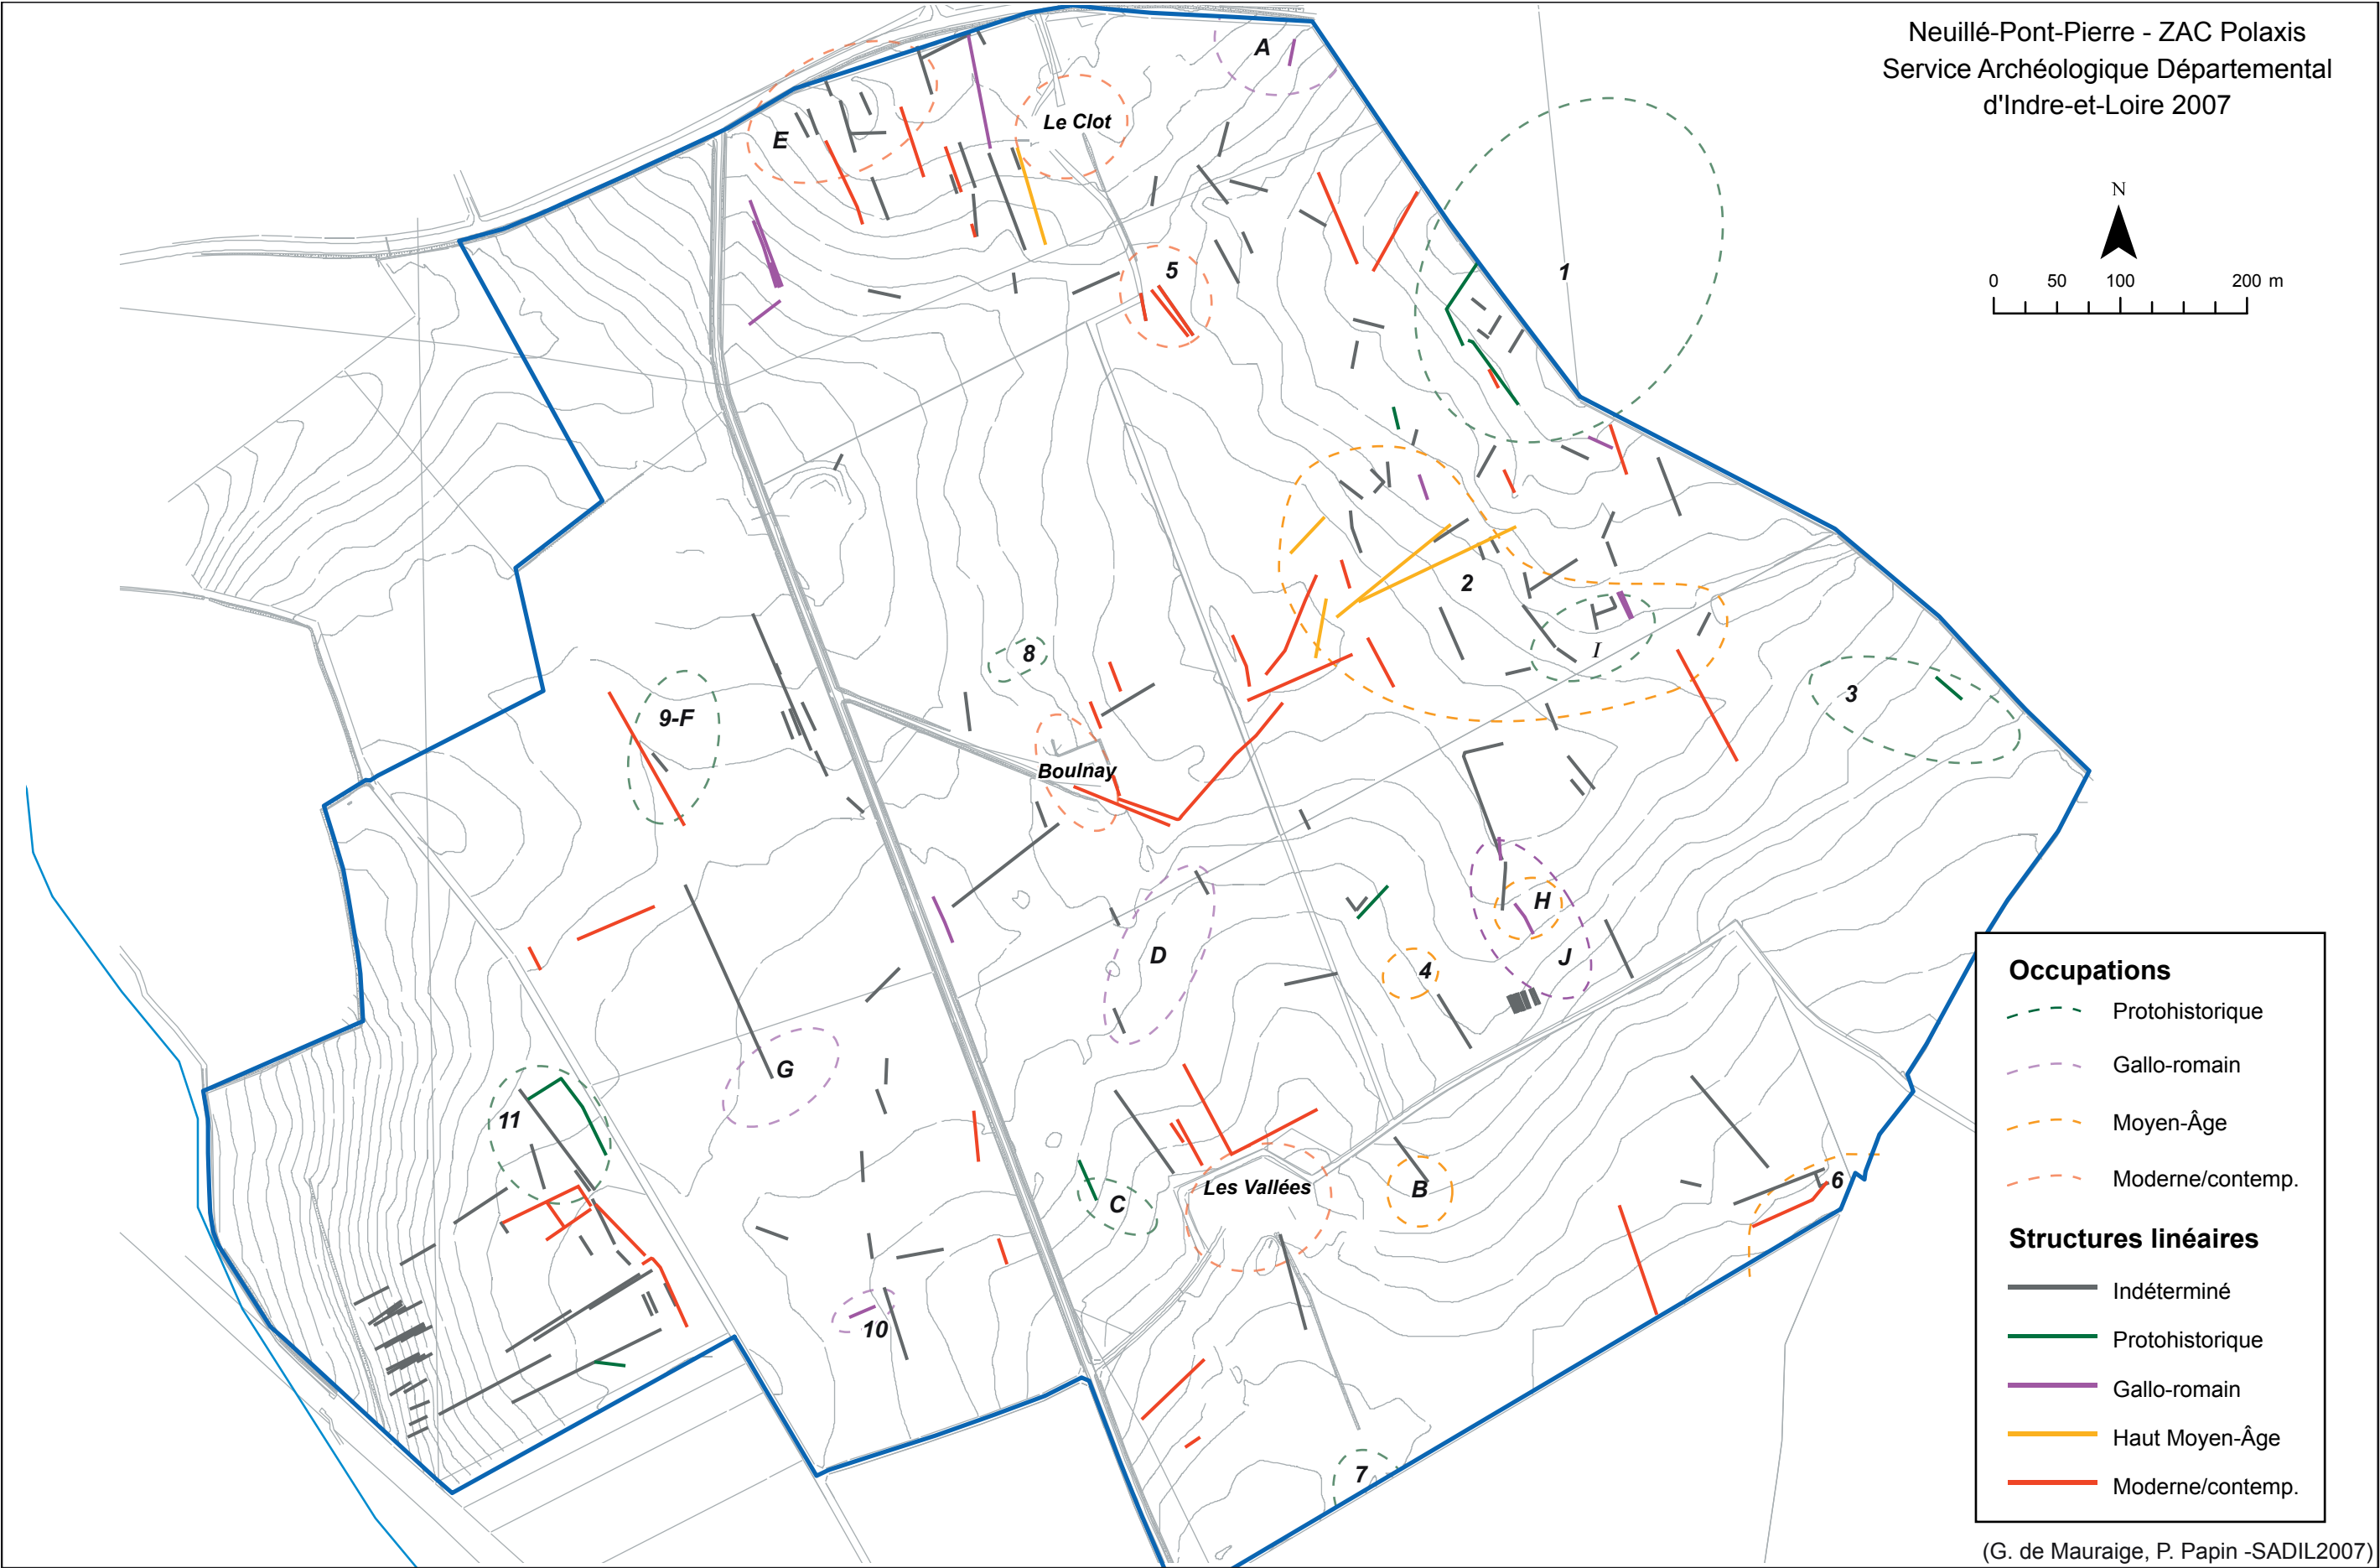 Neuillé-Pont-Pierre - ZAC Polaxis
Service Archéologique Départemental
d'Indre-et-Loire 2007
N
0 50 100 200 m
A
E
Le Clot
5
1
2
I
8
9-F
3
Boulnay
H
D
4
J
G
11
C
Les Vallées
B
6
10
7
Occupations
Protohistorique
Gallo-romain
Moyen-Âge
Moderne/contemp.
Structures linéaires
Indéterminé
Protohistorique
Gallo-romain
Haut Moyen-Âge
Moderne/contemp.
(G. de Mauraige, P. Papin -SADIL2007)